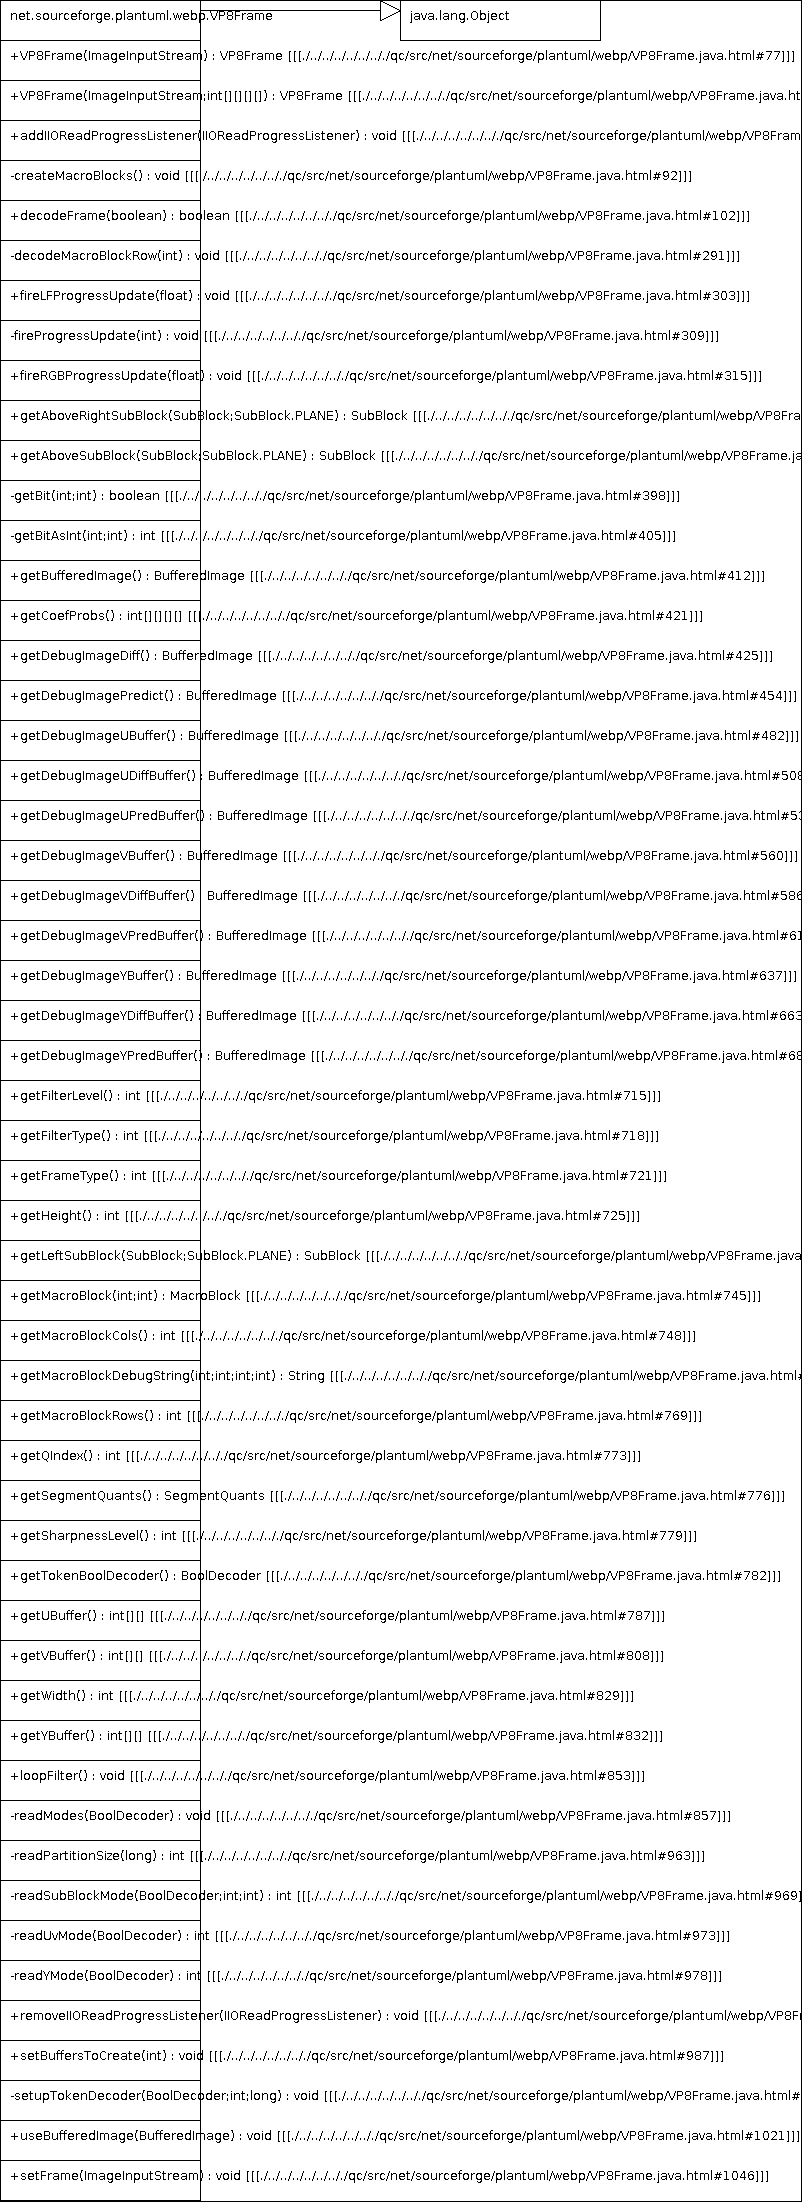 net.sourceforge.plantuml.webp.VP8Frame
java.lang.Object
+VP8Frame(ImageInputStream) : VP8Frame [[[./../../../../../../qc/src/net/sourceforge/plantuml/webp/VP8Frame.java.html#77]]]
+VP8Frame(ImageInputStream;int[][][][]) : VP8Frame [[[./../../../../../../qc/src/net/sourceforge/plantuml/webp/VP8Frame.java.ht
+addIIOReadProgressListener(IIOReadProgressListener) : void [[[./../../../../../../qc/src/net/sourceforge/plantuml/webp/VP8Fram
-createMacroBlocks() : void [[[./../../../../../../qc/src/net/sourceforge/plantuml/webp/VP8Frame.java.html#92]]]
+decodeFrame(boolean) : boolean [[[./../../../../../../qc/src/net/sourceforge/plantuml/webp/VP8Frame.java.html#102]]]
-decodeMacroBlockRow(int) : void [[[./../../../../../../qc/src/net/sourceforge/plantuml/webp/VP8Frame.java.html#291]]]
+fireLFProgressUpdate(float) : void [[[./../../../../../../qc/src/net/sourceforge/plantuml/webp/VP8Frame.java.html#303]]]
-fireProgressUpdate(int) : void [[[./../../../../../../qc/src/net/sourceforge/plantuml/webp/VP8Frame.java.html#309]]]
+fireRGBProgressUpdate(float) : void [[[./../../../../../../qc/src/net/sourceforge/plantuml/webp/VP8Frame.java.html#315]]]
+getAboveRightSubBlock(SubBlock;SubBlock.PLANE) : SubBlock [[[./../../../../../../qc/src/net/sourceforge/plantuml/webp/VP8Fra
+getAboveSubBlock(SubBlock;SubBlock.PLANE) : SubBlock [[[./../../../../../../qc/src/net/sourceforge/plantuml/webp/VP8Frame.ja
-getBit(int;int) : boolean [[[./../../../../../../qc/src/net/sourceforge/plantuml/webp/VP8Frame.java.html#398]]]
-getBitAsInt(int;int) : int [[[./../../../../../../qc/src/net/sourceforge/plantuml/webp/VP8Frame.java.html#405]]]
+getBufferedImage() : BufferedImage [[[./../../../../../../qc/src/net/sourceforge/plantuml/webp/VP8Frame.java.html#412]]]
+getCoefProbs() : int[][][][] [[[./../../../../../../qc/src/net/sourceforge/plantuml/webp/VP8Frame.java.html#421]]]
+getDebugImageDiff() : BufferedImage [[[./../../../../../../qc/src/net/sourceforge/plantuml/webp/VP8Frame.java.html#425]]]
+getDebugImagePredict() : BufferedImage [[[./../../../../../../qc/src/net/sourceforge/plantuml/webp/VP8Frame.java.html#454]]]
+getDebugImageUBuffer() : BufferedImage [[[./../../../../../../qc/src/net/sourceforge/plantuml/webp/VP8Frame.java.html#482]]]
+getDebugImageUDiffBuffer() : BufferedImage [[[./../../../../../../qc/src/net/sourceforge/plantuml/webp/VP8Frame.java.html#508
+getDebugImageUPredBuffer() : BufferedImage [[[./../../../../../../qc/src/net/sourceforge/plantuml/webp/VP8Frame.java.html#53
+getDebugImageVBuffer() : BufferedImage [[[./../../../../../../qc/src/net/sourceforge/plantuml/webp/VP8Frame.java.html#560]]]
+getDebugImageVDiffBuffer() : BufferedImage [[[./../../../../../../qc/src/net/sourceforge/plantuml/webp/VP8Frame.java.html#586
+getDebugImageVPredBuffer() : BufferedImage [[[./../../../../../../qc/src/net/sourceforge/plantuml/webp/VP8Frame.java.html#61
+getDebugImageYBuffer() : BufferedImage [[[./../../../../../../qc/src/net/sourceforge/plantuml/webp/VP8Frame.java.html#637]]]
+getDebugImageYDiffBuffer() : BufferedImage [[[./../../../../../../qc/src/net/sourceforge/plantuml/webp/VP8Frame.java.html#663
+getDebugImageYPredBuffer() : BufferedImage [[[./../../../../../../qc/src/net/sourceforge/plantuml/webp/VP8Frame.java.html#68
+getFilterLevel() : int [[[./../../../../../../qc/src/net/sourceforge/plantuml/webp/VP8Frame.java.html#715]]]
+getFilterType() : int [[[./../../../../../../qc/src/net/sourceforge/plantuml/webp/VP8Frame.java.html#718]]]
+getFrameType() : int [[[./../../../../../../qc/src/net/sourceforge/plantuml/webp/VP8Frame.java.html#721]]]
+getHeight() : int [[[./../../../../../../qc/src/net/sourceforge/plantuml/webp/VP8Frame.java.html#725]]]
+getLeftSubBlock(SubBlock;SubBlock.PLANE) : SubBlock [[[./../../../../../../qc/src/net/sourceforge/plantuml/webp/VP8Frame.java
+getMacroBlock(int;int) : MacroBlock [[[./../../../../../../qc/src/net/sourceforge/plantuml/webp/VP8Frame.java.html#745]]]
+getMacroBlockCols() : int [[[./../../../../../../qc/src/net/sourceforge/plantuml/webp/VP8Frame.java.html#748]]]
+getMacroBlockDebugString(int;int;int;int) : String [[[./../../../../../../qc/src/net/sourceforge/plantuml/webp/VP8Frame.java.html#
+getMacroBlockRows() : int [[[./../../../../../../qc/src/net/sourceforge/plantuml/webp/VP8Frame.java.html#769]]]
+getQIndex() : int [[[./../../../../../../qc/src/net/sourceforge/plantuml/webp/VP8Frame.java.html#773]]]
+getSegmentQuants() : SegmentQuants [[[./../../../../../../qc/src/net/sourceforge/plantuml/webp/VP8Frame.java.html#776]]]
+getSharpnessLevel() : int [[[./../../../../../../qc/src/net/sourceforge/plantuml/webp/VP8Frame.java.html#779]]]
+getTokenBoolDecoder() : BoolDecoder [[[./../../../../../../qc/src/net/sourceforge/plantuml/webp/VP8Frame.java.html#782]]]
+getUBuffer() : int[][] [[[./../../../../../../qc/src/net/sourceforge/plantuml/webp/VP8Frame.java.html#787]]]
+getVBuffer() : int[][] [[[./../../../../../../qc/src/net/sourceforge/plantuml/webp/VP8Frame.java.html#808]]]
+getWidth() : int [[[./../../../../../../qc/src/net/sourceforge/plantuml/webp/VP8Frame.java.html#829]]]
+getYBuffer() : int[][] [[[./../../../../../../qc/src/net/sourceforge/plantuml/webp/VP8Frame.java.html#832]]]
+loopFilter() : void [[[./../../../../../../qc/src/net/sourceforge/plantuml/webp/VP8Frame.java.html#853]]]
-readModes(BoolDecoder) : void [[[./../../../../../../qc/src/net/sourceforge/plantuml/webp/VP8Frame.java.html#857]]]
-readPartitionSize(long) : int [[[./../../../../../../qc/src/net/sourceforge/plantuml/webp/VP8Frame.java.html#963]]]
-readSubBlockMode(BoolDecoder;int;int) : int [[[./../../../../../../qc/src/net/sourceforge/plantuml/webp/VP8Frame.java.html#969]
-readUvMode(BoolDecoder) : int [[[./../../../../../../qc/src/net/sourceforge/plantuml/webp/VP8Frame.java.html#973]]]
-readYMode(BoolDecoder) : int [[[./../../../../../../qc/src/net/sourceforge/plantuml/webp/VP8Frame.java.html#978]]]
+removeIIOReadProgressListener(IIOReadProgressListener) : void [[[./../../../../../../qc/src/net/sourceforge/plantuml/webp/VP8Fr
+setBuffersToCreate(int) : void [[[./../../../../../../qc/src/net/sourceforge/plantuml/webp/VP8Frame.java.html#987]]]
-setupTokenDecoder(BoolDecoder;int;long) : void [[[./../../../../../../qc/src/net/sourceforge/plantuml/webp/VP8Frame.java.html#
+useBufferedImage(BufferedImage) : void [[[./../../../../../../qc/src/net/sourceforge/plantuml/webp/VP8Frame.java.html#1021]]]
+setFrame(ImageInputStream) : void [[[./../../../../../../qc/src/net/sourceforge/plantuml/webp/VP8Frame.java.html#1046]]]